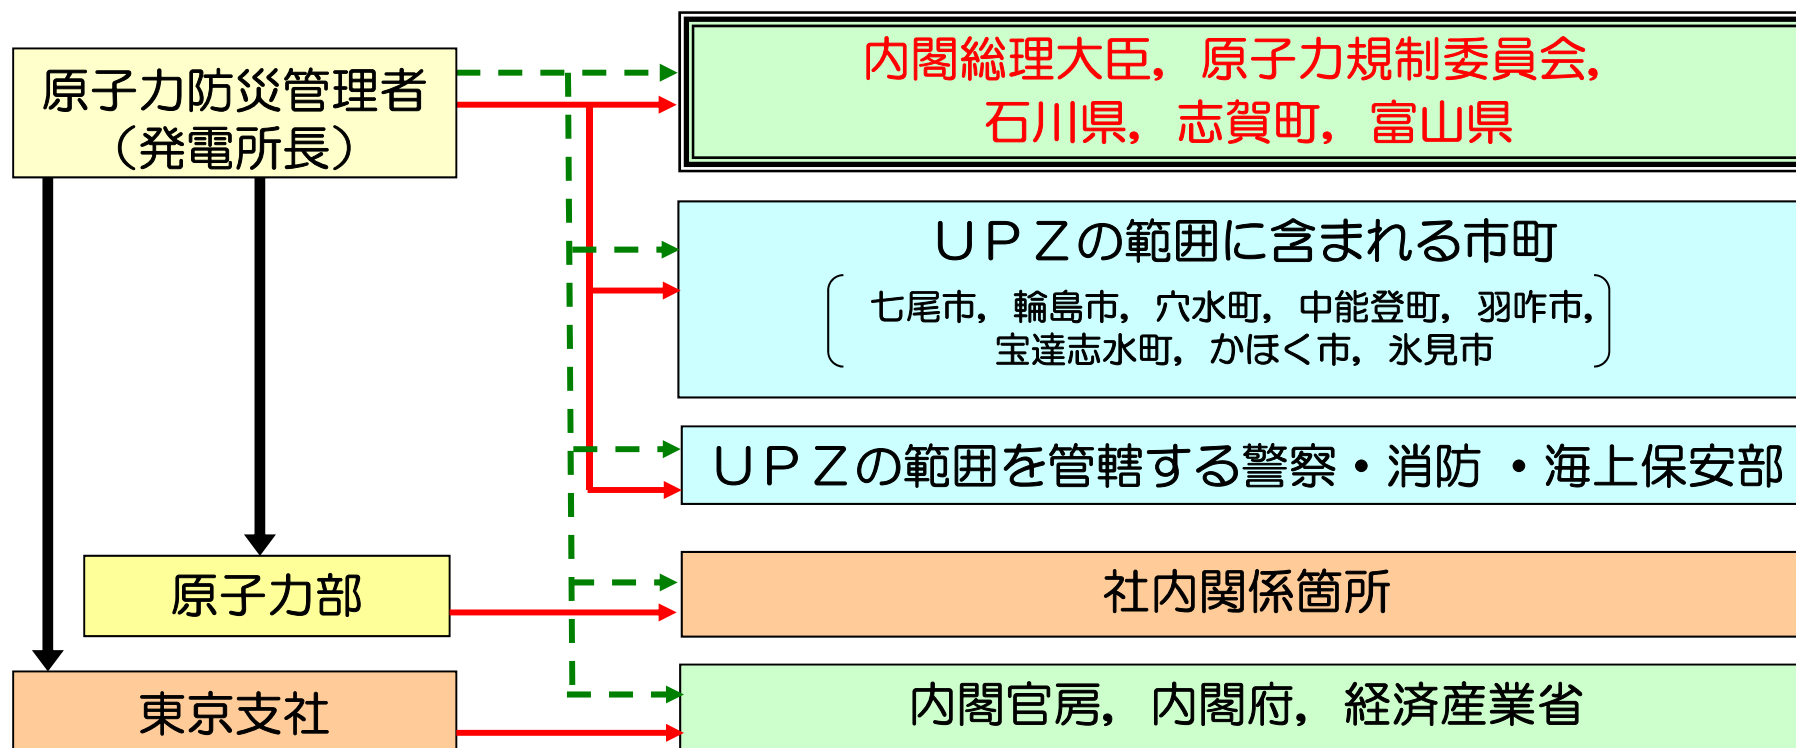 原子力防災管理者
（発電所長）
内閣総理大臣，原子力規制委員会，
石川県，志賀町，富山県
ＵＰＺの範囲に含まれる市町
七尾市，輪島市，穴水町，中能登町，羽咋市，
宝達志水町，かほく市，氷見市
ＵＰＺの範囲を管轄する警察・消防 ・海上保安部
原子力部
社内関係箇所
東京支社
内閣官房，内閣府，経済産業省